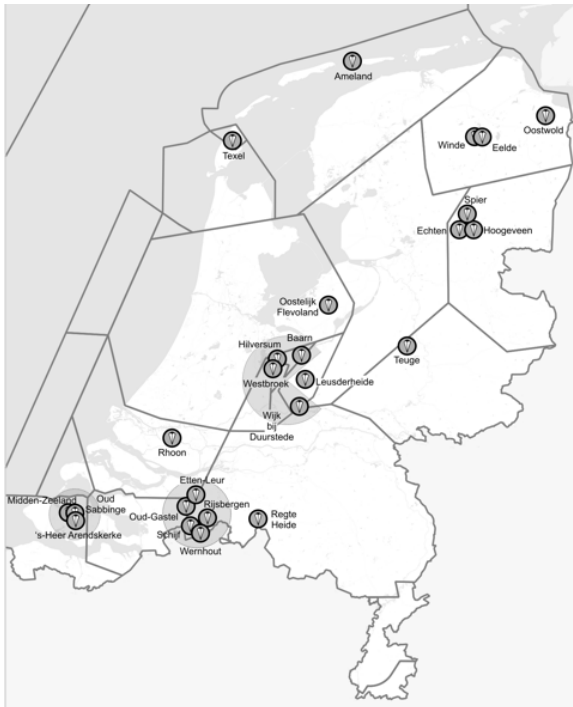 Ameland
Oostwold
Winde
Eelde
Texel
Spier
Echten
Hoogeveen
Oostelijk
Flevoland
Hilversum
Baarn
Teuge
Westbroek
Leusderheide
Wijk
bij
Duurstede
Rhoon
Etten-Leur
Midden-Zeeland
Oud
Sabbinge
Rijsbergen
Oud-Gastel
Regte
Heide
's-Heer Arendskerke
Schijf
Wernhout